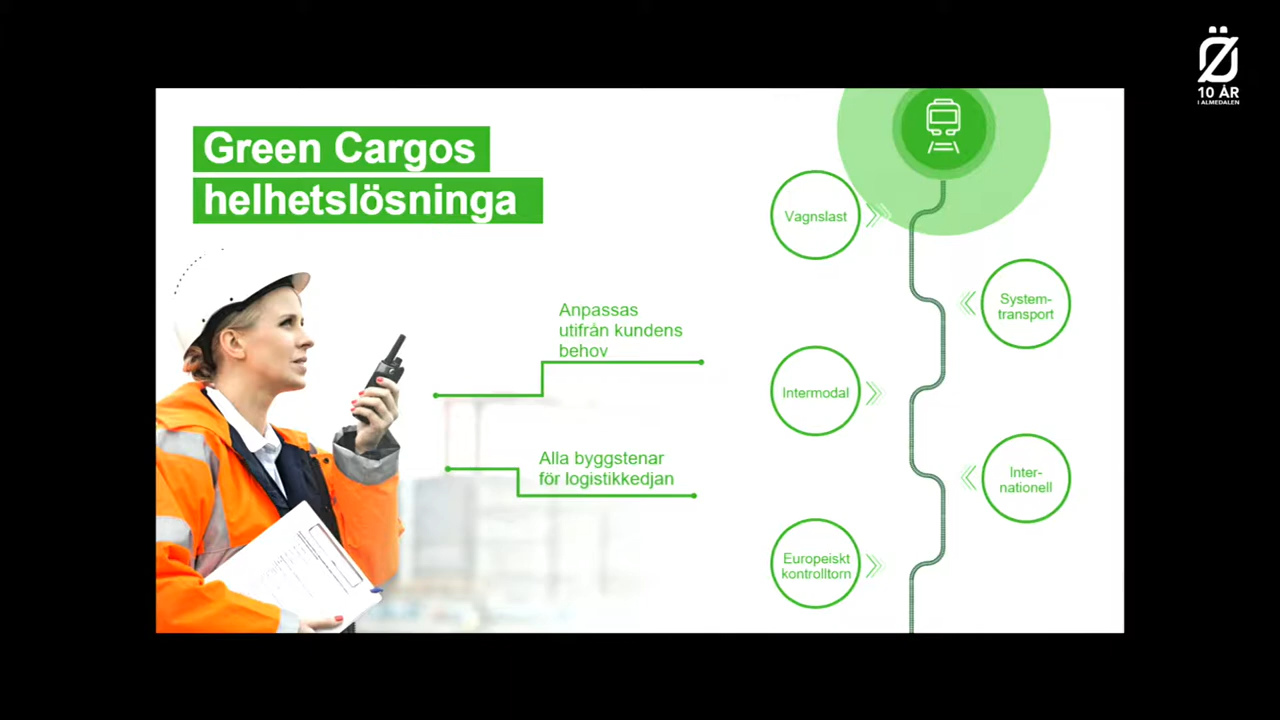 Ö
10 ÅR
I ALMEDALEN
Green Cargos
helhetslösninga
Anpassas
utifrån kundens
behov
Alla byggstenar
för logistikkedjan
Vagnslast
System-
transport
Intermodal
Inter-
nationell
Europeiskt
kontrolltorn